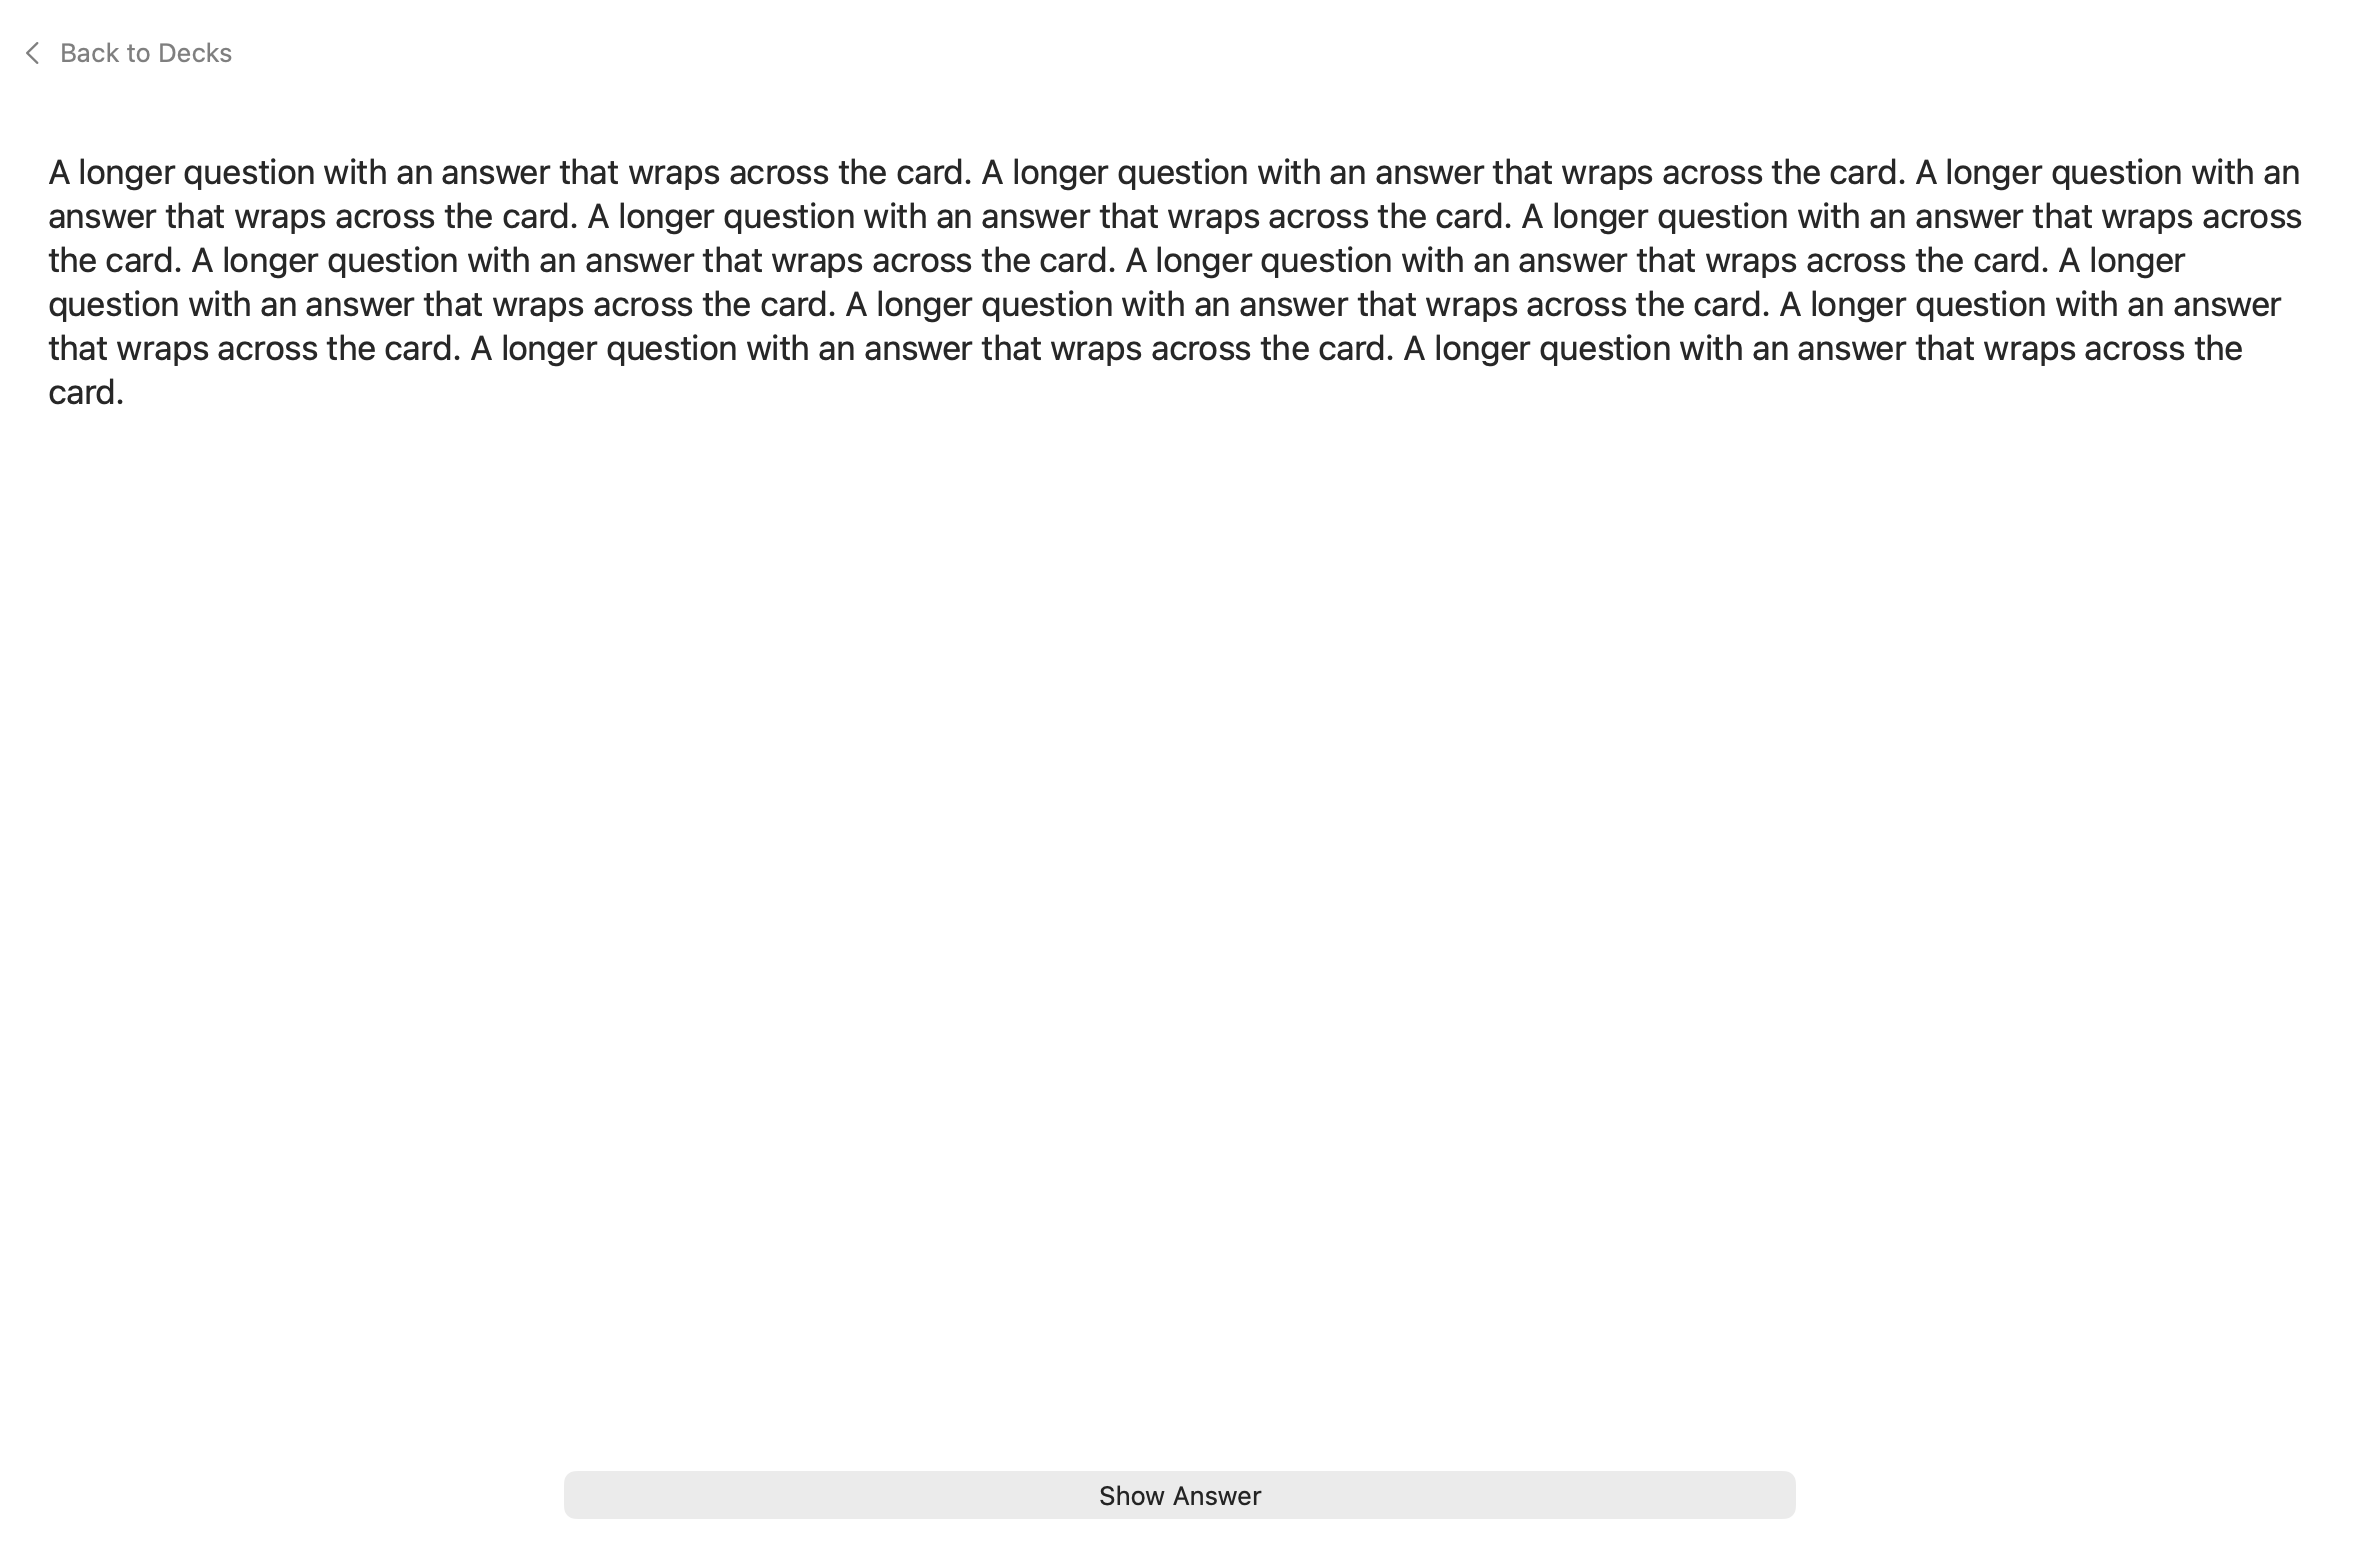 Back to Decks
A longer question with an answer that wraps across the card. A longer question with an answer that wraps across the card. A longer question with an
answer that wraps across the card. A longer question with an answer that wraps across the card. A longer question with an answer that wraps across
the card. A longer question with an answer that wraps across the card. A longer question with an answer that wraps across the card. A longer
question with an answer that wraps across the card. A longer question with an answer that wraps across the card. A longer question with an answer
that wraps across the card. A longer question with an answer that wraps across the card. A longer question with an answer that wraps across the
card.
Show Answer